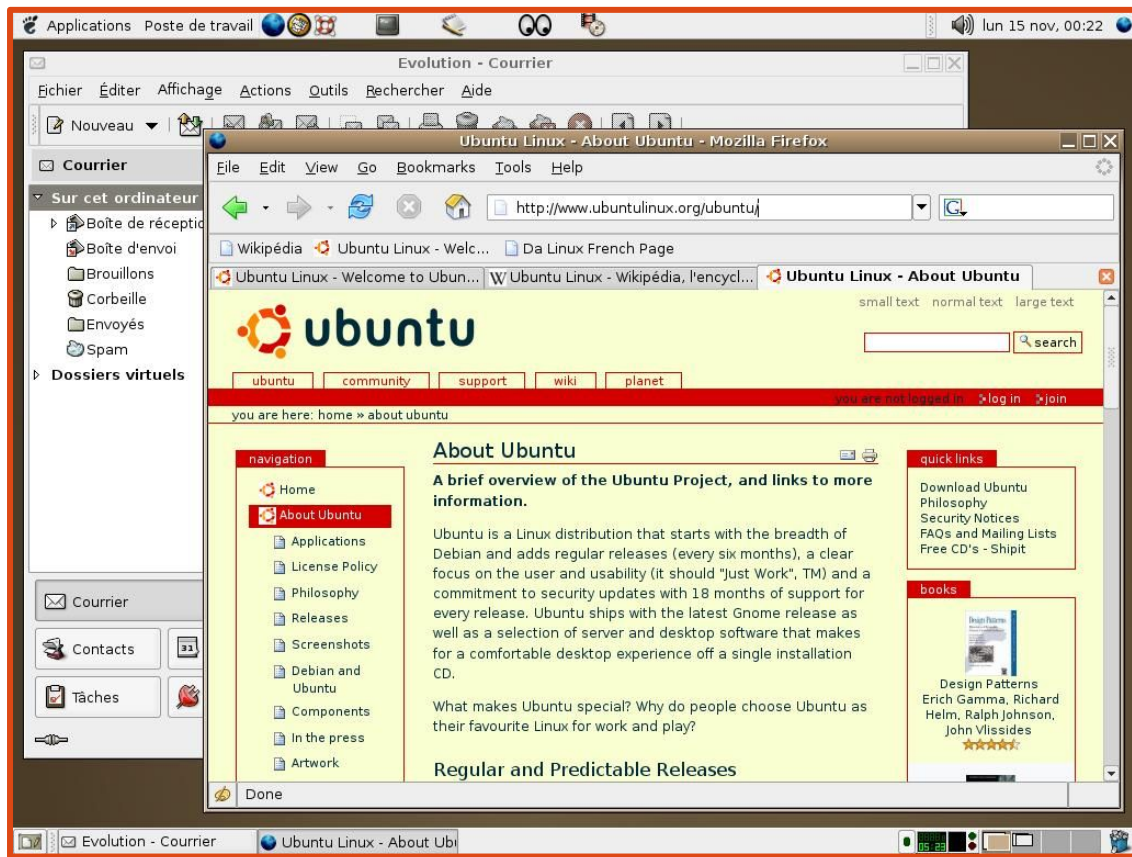 Applications Poste de travail lun 15 nov, 00:22
Evolution - Courrier
Fichier Éditer Affichage Actions Outils Rechercher Aide
Nouveau
Courrier
Sur cet ordinateur
Boîte de
Boîte d'envoi
Brouillons
Corbeille
Envoyés
Spam
Dossiers virtuels
Courrier
Contacts 31
Tâches
Ubuntu Linux - About Ubuntu - Mozilla Firefox
File Edit View Go Bookmarks Tools Help
http://www.ubuntulinux.org/ubuntu/ G
Wikipédia Ubuntu Linux - Welc... Da Linux French Page
Ubuntu Linux - Welcome to Ubun... W Ubuntu Linux - Wikipédia, l'encycl... Ubuntu Linux - About Ubuntu
small text normal text large text
ubuntu
search
ubuntu community support wiki planet
you are not logged in log in join
you are here: home » about ubuntu
navigation
Home
About Ubuntu
Applications
License Policy
Philosophy
Releases
Screenshots
Debian and
Ubuntu
Components
In the press
Artwork
About Ubuntu
A brief overview of the Ubuntu Project, and links to more
information.
Ubuntu is a Linux distribution that starts with the breadth of
Debian and adds regular releases (every six months), a clear
focus on the user and usability (it should "Just Work", TM) and a
commitment to security updates with 18 months of support for
every release. Ubuntu ships with the latest Gnome release as
well as a selection of server and desktop software that makes
for a comfortable desktop experience off a single installation
CD.
What makes Ubuntu special? Why do people choose Ubuntu as
their favourite Linux for work and play?
Regular and Predictable Releases
quick links
Download Ubuntu
Philosophy
Security Notices
FAQs and Mailing Lists
Free CD's - Shipit
books
Design Patterns
Design Patterns
Erich Gamma, Richard
Helm, Ralph Johnson,
John Vlissides
Done
Evolution - Courrier Ubuntu Linux - About 05:23